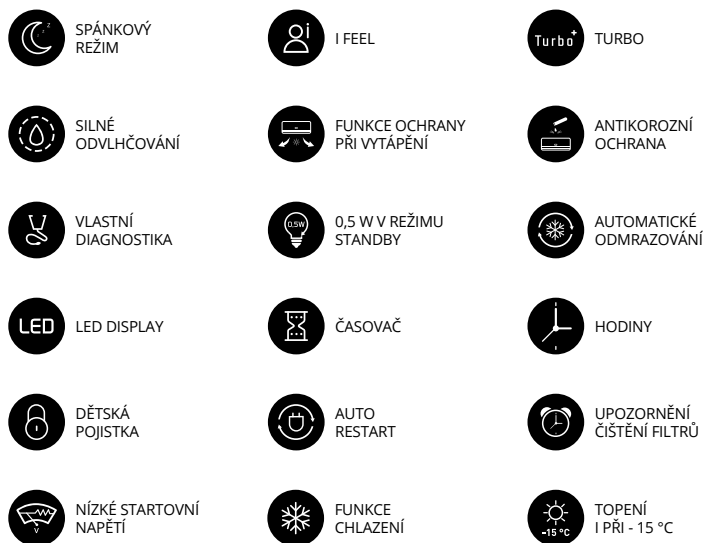 SPÁNKOVÝ
REŽIM
i
I FEEL
Turbo+
TURBO
SILNÉ
ODVLHČOVÁNÍ
FUNKCE OCHRANY
PŘI VYTÁPĚNÍ
ANTIKOROZNÍ
OCHRANA
VLASTNÍ
DIAGNOSTIKA
0,5W
0,5 W V REŽIMU
STANDBY
AUTOMATICKÉ
ODMRAZOVÁNÍ
LED
LED DISPLAY
ČASOVAČ
HODINY
DĚTSKÁ
POJISTKA
AUTO
RESTART
UPOZORNĚNÍ
ČIŠTĚNÍ FILTRŮ
V
NÍZKÉ STARTOVNÍ
NAPĚTÍ
FUNKCE
CHLAZENÍ
-15 °C
TOPENÍ
I PŘI - 15 °C